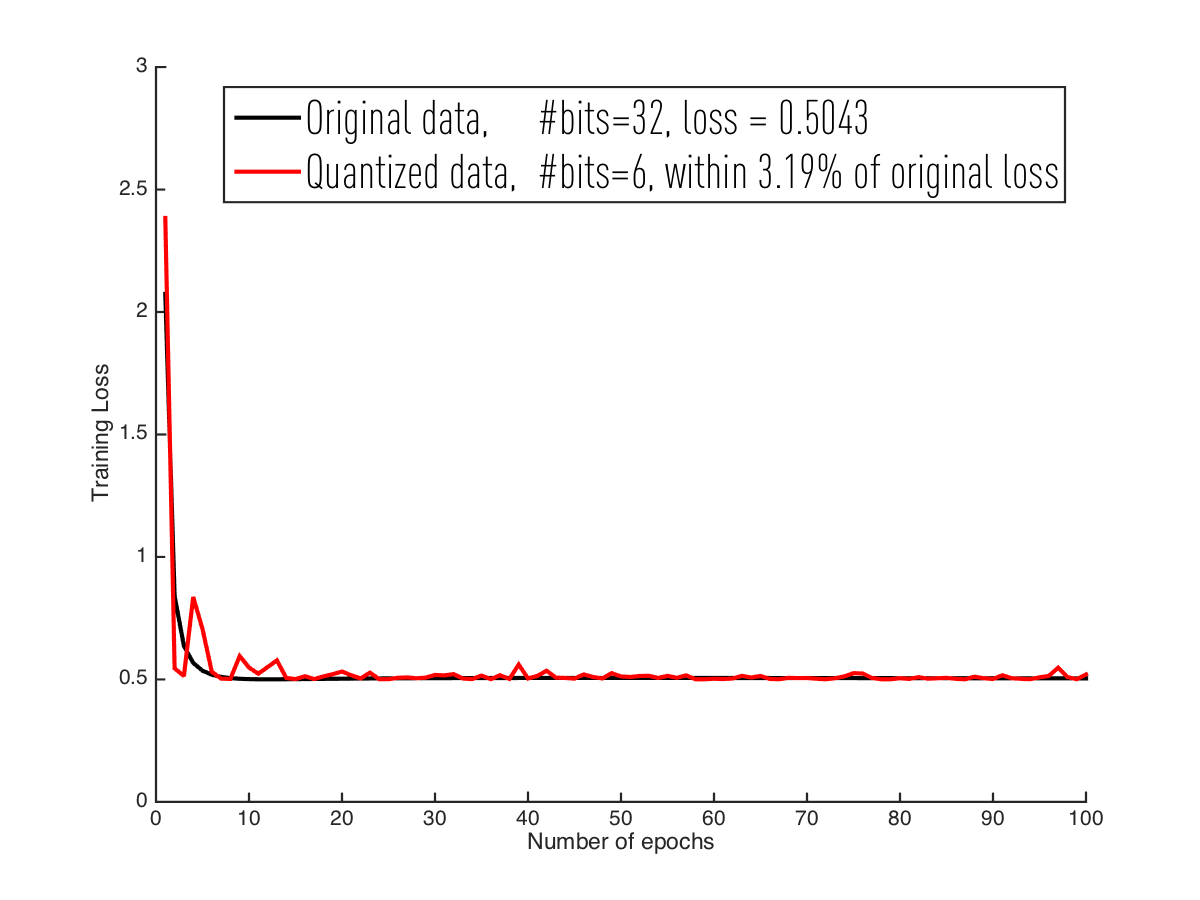 3
Original data, #bits=32, loss = 0.5043
Quantized data, #bits=6, within 3.19% of original loss
2.5
2
1.5
1
0.5
0
Training Loss
0 10 20 30 40 50 60 70 80 90 100
Number of epochs